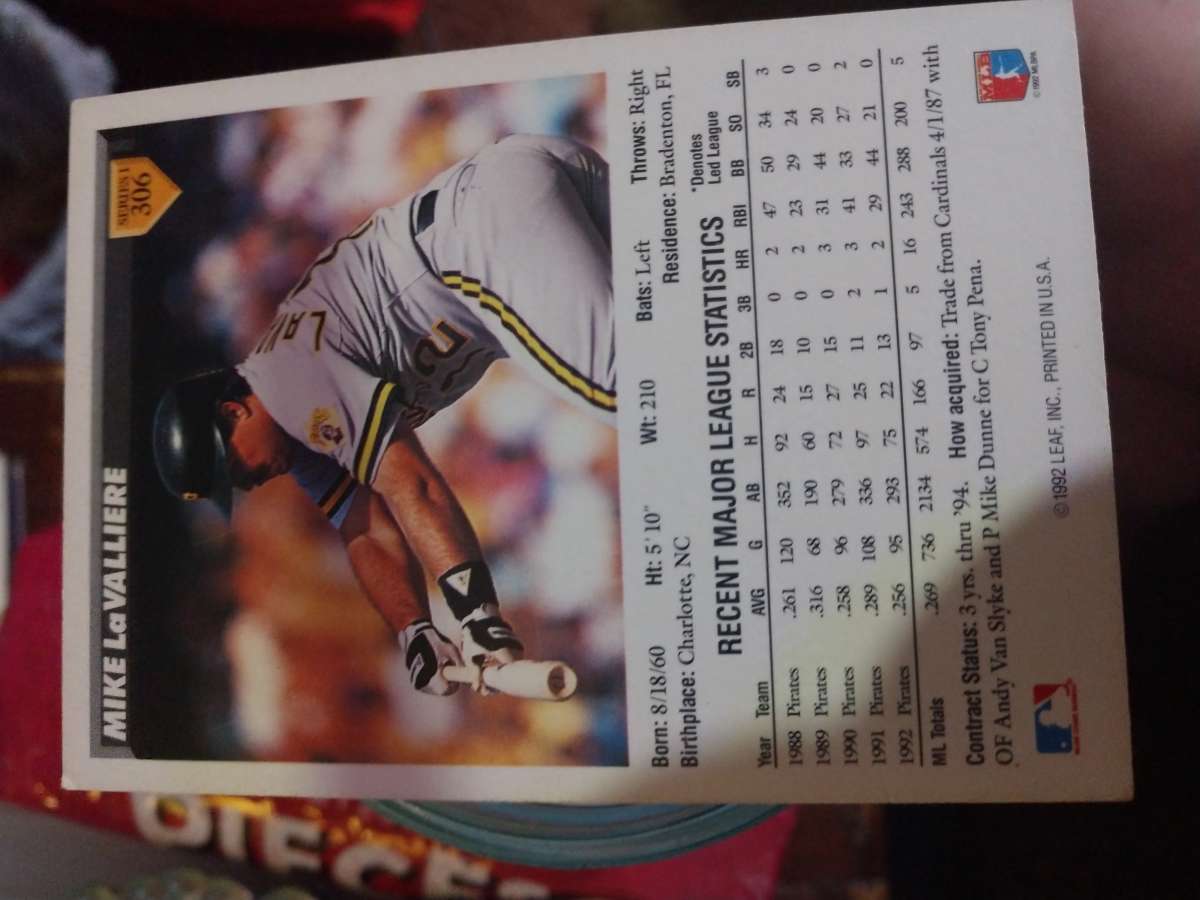 MIKE LaVALLIERE
SERIES I
306
LAV
2
Born: 8/18/60 Ht: 5' 10" Wt: 210 Bats: Left Throws: Right
Birthplace: Charlotte, NC Residence: Bradenton, FL
RECENT MAJOR LEAGUE STATISTICS *Denotes
Led League
Year Team AVG G AB H R 2B 3B HR RBI BB SO SB
1988 Pirates .261 120 352 92 24 18 0 2 47 50 34 3
1989 Pirates .316 68 190 60 15 10 0 2 23 29 24 0
1990 Pirates .258 96 279 72 27 15 0 3 31 44 20 0
1991 Pirates .289 108 336 97 25 11 2 3 41 33 27 2
1992 Pirates .256 95 293 75 22 13 1 2 29 44 21 0
ML Totals .269 736 2134 574 166 97 5 16 243 288 200 5
Contract Status: 3 yrs. thru '94. How acquired: Trade from Cardinals 4/1/87 with
OF Andy Van Slyke and P Mike Dunne for C Tony Pena.
©1992 LEAF, INC., PRINTED IN U.S.A.
©1992 MLBPA
PIECES